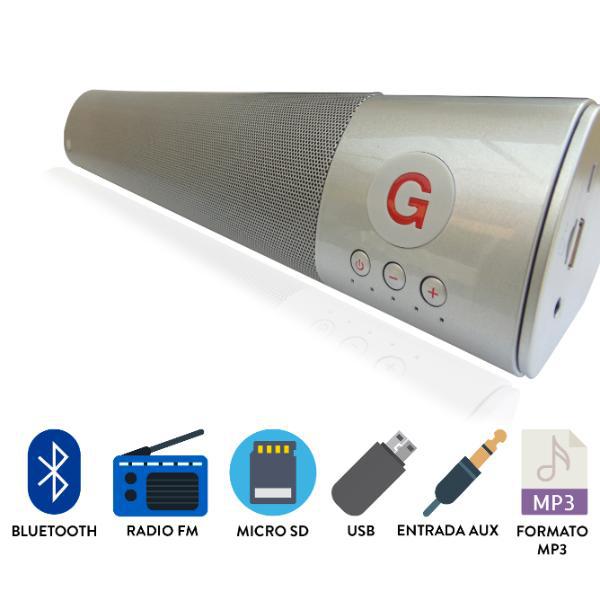 G
BLUETOOTH
RADIO FM
MICRO SD
USB
ENTRADA AUX
MP3
FORMATO
MP3